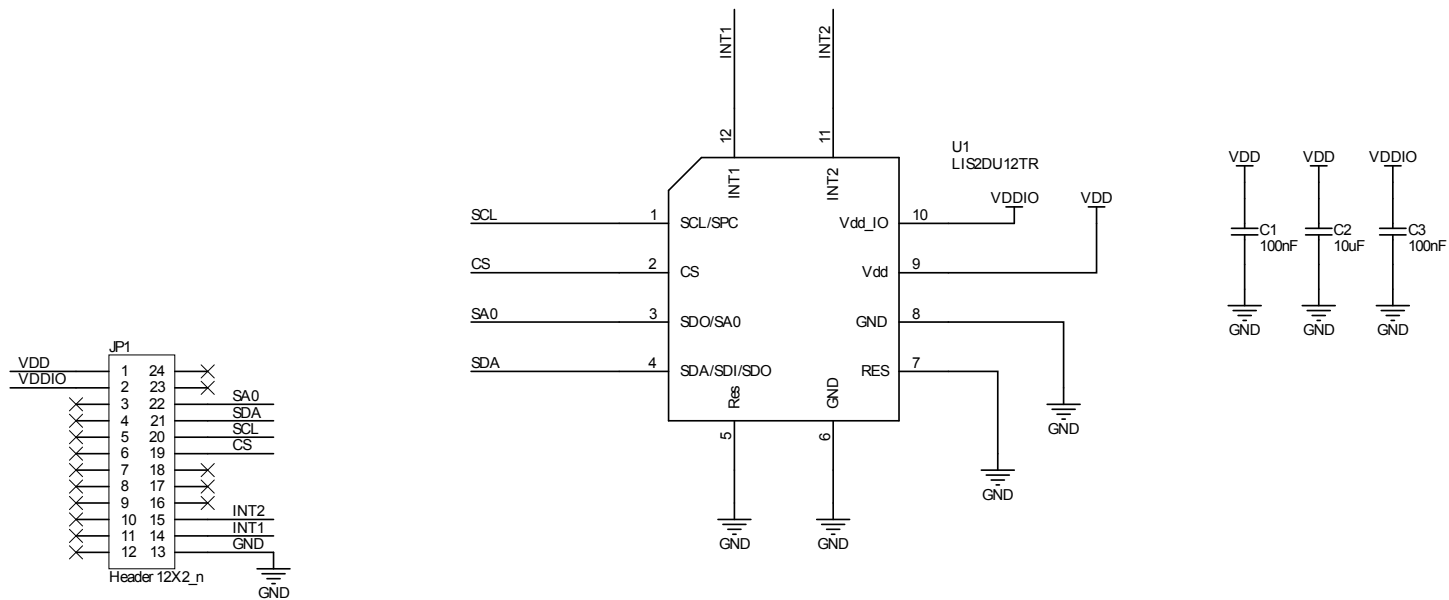 INT1
INT2
12
11
U1
LIS2DU12TR
INT1
INT2
VDDIO
VDD
SCL
1
SCL/SPC
Vdd_IO
10
CS
2
CS
Vdd
9
SA0
3
SDO/SA0
GND
8
SDA
4
SDA/SDI/SDO
RES
7
Res
GND
5
6
GND
GND
GND
GND
VDD
VDD
VDDIO
C1
100nF
C2
10uF
C3
100nF
GND
GND
GND
JP1
VDD
1
24
VDDIO
2
23
3
22
SA0
4
21
SDA
5
20
SCL
6
19
CS
7
18
8
17
9
16
10
15
INT2
11
14
INT1
12
13
GND
Header 12X2_n
GND